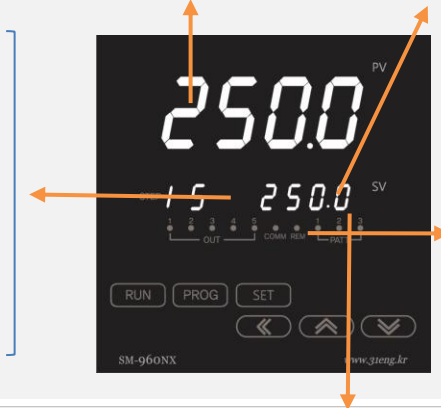 PV
250.0
STEP 15 250.0 SV
1 2 3 4 5 1 2 3
OUT COMM REM PATT
RUN PROG SET
SM-960NX www.31eng.kr